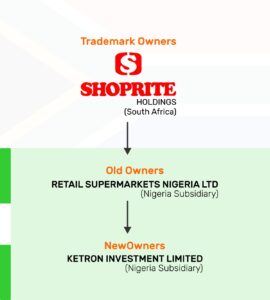 Trademark Owners
S
SHOPRITE
HOLDINGS
(South Africa)
Old Owners
RETAIL SUPERMARKETS NIGERIA LTD
(Nigeria Subsidiary)
NewOwners
KETRON INVESTMENT LIMITED
(Nigeria Subsidiary)